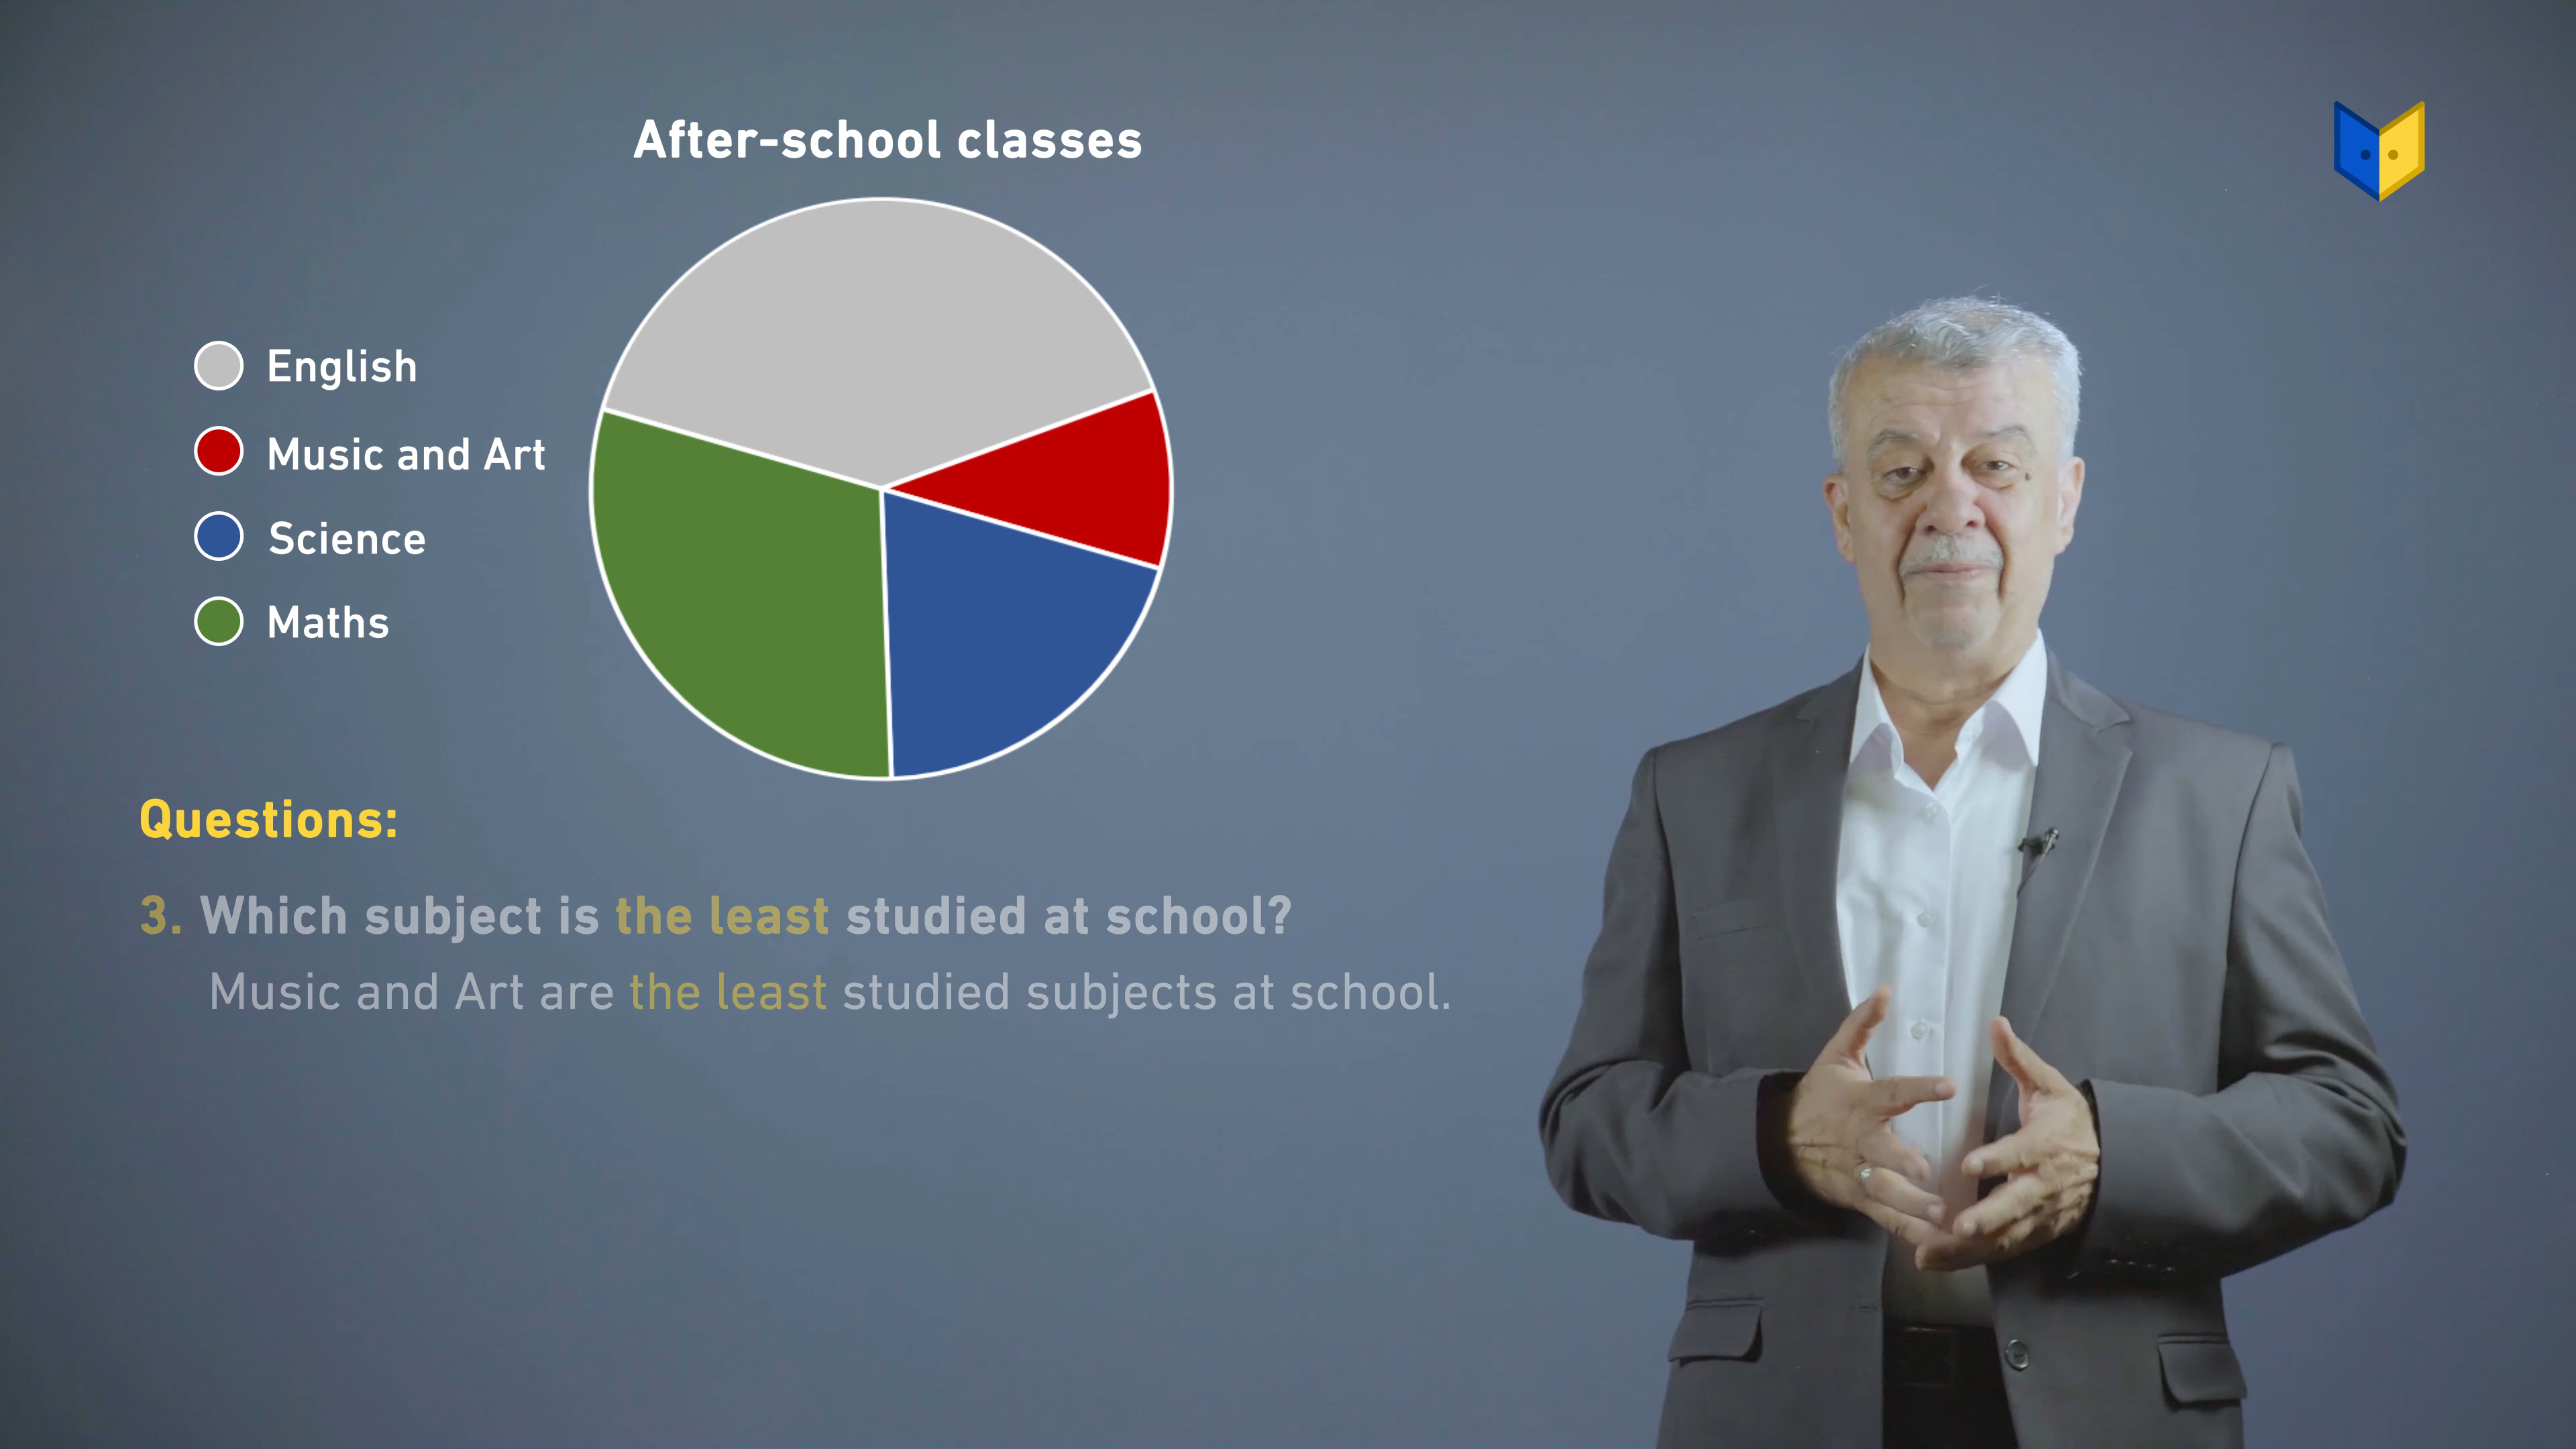 After-school classes
English
Music and Art
Science
Maths
Questions:
3. Which subject is the least studied at school?
Music and Art are the least studied subjects at school.